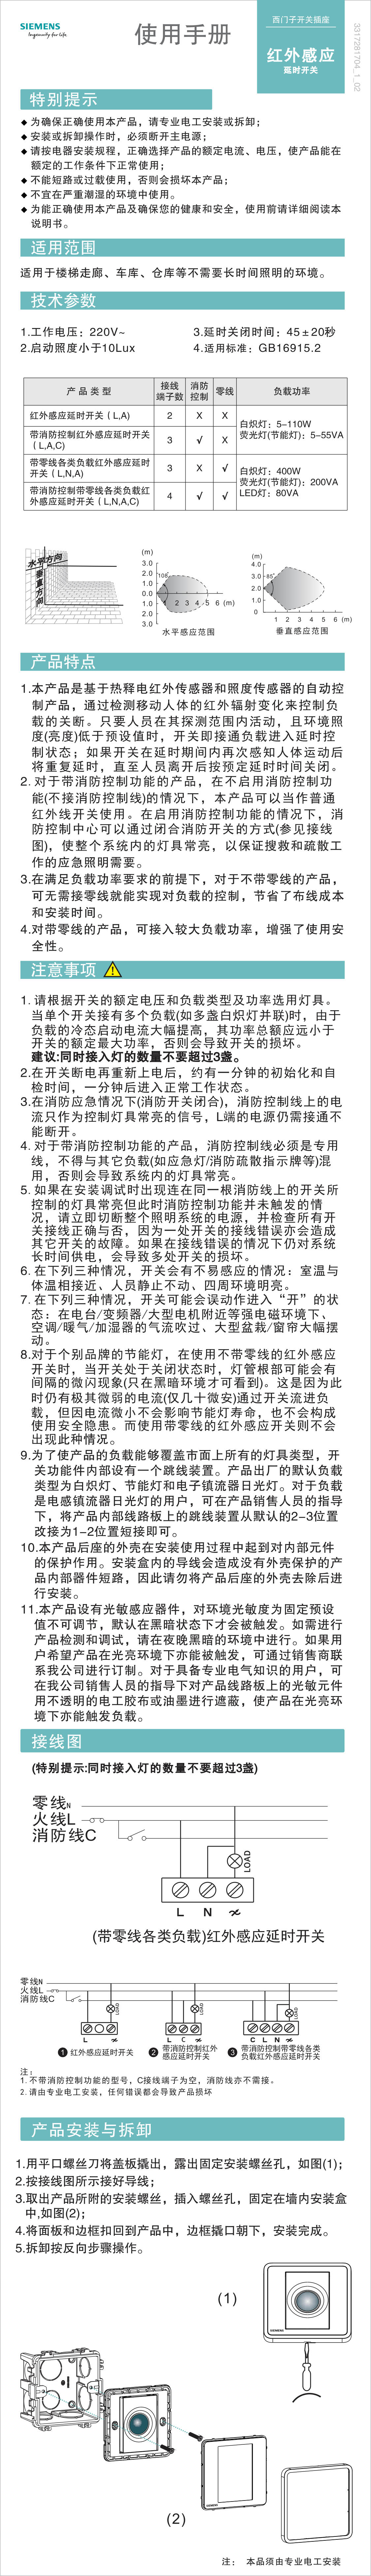 SIEMENS
Ingenuity for life
使用手册
西门子开关插座
红外感应
延时开关
3317281704_1_02
特别提示
◆ 为确保正确使用本产品，请专业电工安装或拆卸；
◆ 安装或拆卸操作时，必须断开主电源；
◆ 请按电器安装规程，正确选择产品的额定电流、电压，使产品能在
额定的工作条件下正常使用；
◆ 不能短路或过载使用，否则会损坏本产品；
◆ 不宜在严重潮湿的环境中使用。
◆ 为能正确使用本产品及确保您的健康和安全，使用前请详细阅读本
说明书。
适用范围
适用于楼梯走廊、车库、仓库等不需要长时间照明的环境。
技术参数
1.工作电压：220V~
3.延时关闭时间：45±20秒
2.启动照度小于10Lux
4.适用标准：GB16915.2
产品类型 接线端子数 消防控制 零线 负载功率
红外感应延时开关（L,A) 2 X X
带消防控制红外感应延时开关（L,A,C) 3 √ X
白炽灯：5-110W
荧光灯(节能灯)：5-55VA
带零线各类负载红外感应延时开关（L,N,A) 3 X √
带消防控制带零线各类负载红外感应延时开关（L,N,A,C) 4 √ √
白炽灯：400W
荧光灯(节能灯)：200VA
LED灯：80VA
水平方向
垂直方向
(m)
3.0
2.0
1.0
0.0
1.0
2.0
3.0
108°
1 2 3 4 5 6 (m)
水平感应范围
(m)
4.0
3.0
2.0
1.0
0
85°
1 2 3 4 5 6 (m)
垂直感应范围
产品特点
1.本产品是基于热释电红外传感器和照度传感器的自动控
制产品，通过检测移动人体的红外辐射变化来控制负
载的关断。只要人员在其探测范围内活动，且环境照
度(亮度)低于预设值时，开关即接通负载进入延时控
制状态；如果开关在延时期间内再次感知人体运动后
将重复延时，直至人员离开后按预定延时时间关闭。
2. 对于带消防控制功能的产品，在不启用消防控制功
能(不接消防控制线)的情况下，本产品可以当作普通
红外线开关使用。在启用消防控制功能的情况下，消
防控制中心可以通过闭合消防开关的方式(参见接线
图)，使整个系统内的灯具常亮，以保证搜救和疏散工
作的应急照明需要。
3.在满足负载功率要求的前提下，对于不带零线的产品，
可无需接零线就能实现对负载的控制，节省了布线成本
和安装时间。
4.对带零线的产品，可接入较大负载功率，增强了使用安
全性。
注意事项
1. 请根据开关的额定电压和负载类型及功率选用灯具。
当单个开关接有多个负载(如多盏白炽灯并联)时，由于
负载的冷态启动电流大幅提高，其功率总额应远小于
开关的额定最大功率，否则会导致开关的损坏。
建议:同时接入灯的数量不要超过3盏。
2.在开关断电再重新上电后，约有一分钟的初始化和自
检时间，一分钟后进入正常工作状态。
3.在消防应急情况下(消防开关闭合)，消防控制线上的电
流只作为控制灯具常亮的信号，L端的电源仍需接通不
能断开。
4. 对于带消防控制功能的产品，消防控制线必须是专用
线，不得与其它负载(如应急灯/消防疏散指示牌等)混
用，否则会导致系统内的灯具常亮。
5. 如果在安装调试时出现连在同一根消防线上的开关所
控制的灯具常亮但此时消防控制功能并未触发的情
况，请立即切断整个照明系统的电源，并检查所有开
关接线正确与否，因为一处开关的接线错误亦会造成
其它开关的故障。如果在接线错误的情况下仍对系统
长时间供电，会导致多处开关的损坏。
6. 在下列三种情况，开关会有不易感应的情况：室温与
体温相接近、人员静止不动、四周环境明亮。
7. 在下列三种情况，开关可能会误动作进入“开”的状
态：在电台/变频器/大型电机附近等强电磁环境下、
空调/暖气/加湿器的气流吹过、大型盆栽/窗帘大幅摆
动。
8.对于个别品牌的节能灯，在使用不带零线的红外感应
开关时，当开关处于关闭状态时，灯管根部可能会有
间隔的微闪现象(只在黑暗环境才可看到)。这是因为此
时仍有极其微弱的电流(仅几十微安)通过开关流进负
载，但因电流微小不会影响节能灯寿命，也不会构成
使用安全隐患。而使用带零线的红外感应开关则不会
出现此种情况。
9.为了使产品的负载能够覆盖市面上所有的灯具类型，开
关功能件内部设有一个跳线装置。产品出厂的默认负载
类型为白炽灯、节能灯和电子镇流器日光灯。对于负载
是电感镇流器日光灯的用户，可在产品销售人员的指导
下，将产品内部线路板上的跳线装置从默认的2-3位置
改接为1-2位置短接即可。
10.本产品后座的外壳在安装使用过程中起到对内部元件
的保护作用。安装盒内的导线会造成没有外壳保护的产
品内部器件短路，因此请勿将产品后座的外壳去除后进
行安装。
11.本产品设有光敏感应器件，对环境光敏度为固定预设
值不可调节，默认在黑暗状态下才会被触发。如需进行
产品检测和调试，请在夜晚黑暗的环境中进行。如果用
户希望产品在光亮环境下亦能被触发，可通过销售商联
系我公司进行订制。对于具备专业电气知识的用户，可
在我公司销售人员的指导下对产品线路板上的光敏元件
用不透明的电工胶布或油墨进行遮蔽，使产品在光亮环
境下亦能触发负载。
接线图
(特别提示:同时接入灯的数量不要超过3盏)
零线N
火线L
消防线C
LOAD
L N
(带零线各类负载)红外感应延时开关
零线N
火线L
消防线C
LOAD LOAD LOAD
L
L C
C L N
1 红外感应延时开关
2 带消防控制红外
感应延时开关
3 带消防控制带零线各类
负载红外感应延时开关
注：
1. 不带消防控制功能的型号，C接线端子为空，消防线亦不需接。
2. 请由专业电工安装，任何错误都会导致产品损坏
产品安装与拆卸
1.用平口螺丝刀将盖板撬出，露出固定安装螺丝孔，如图(1)；
2.按接线图所示接好导线；
3.取出产品所附的安装螺丝，插入螺丝孔，固定在墙内安装盒
中,如图(2)；
4.将面板和边框扣回到产品中，边框撬口朝下，安装完成。
5.拆卸按反向步骤操作。
(1)
SIEMENS
SIEMENS
(2)
注： 本品须由专业电工安装